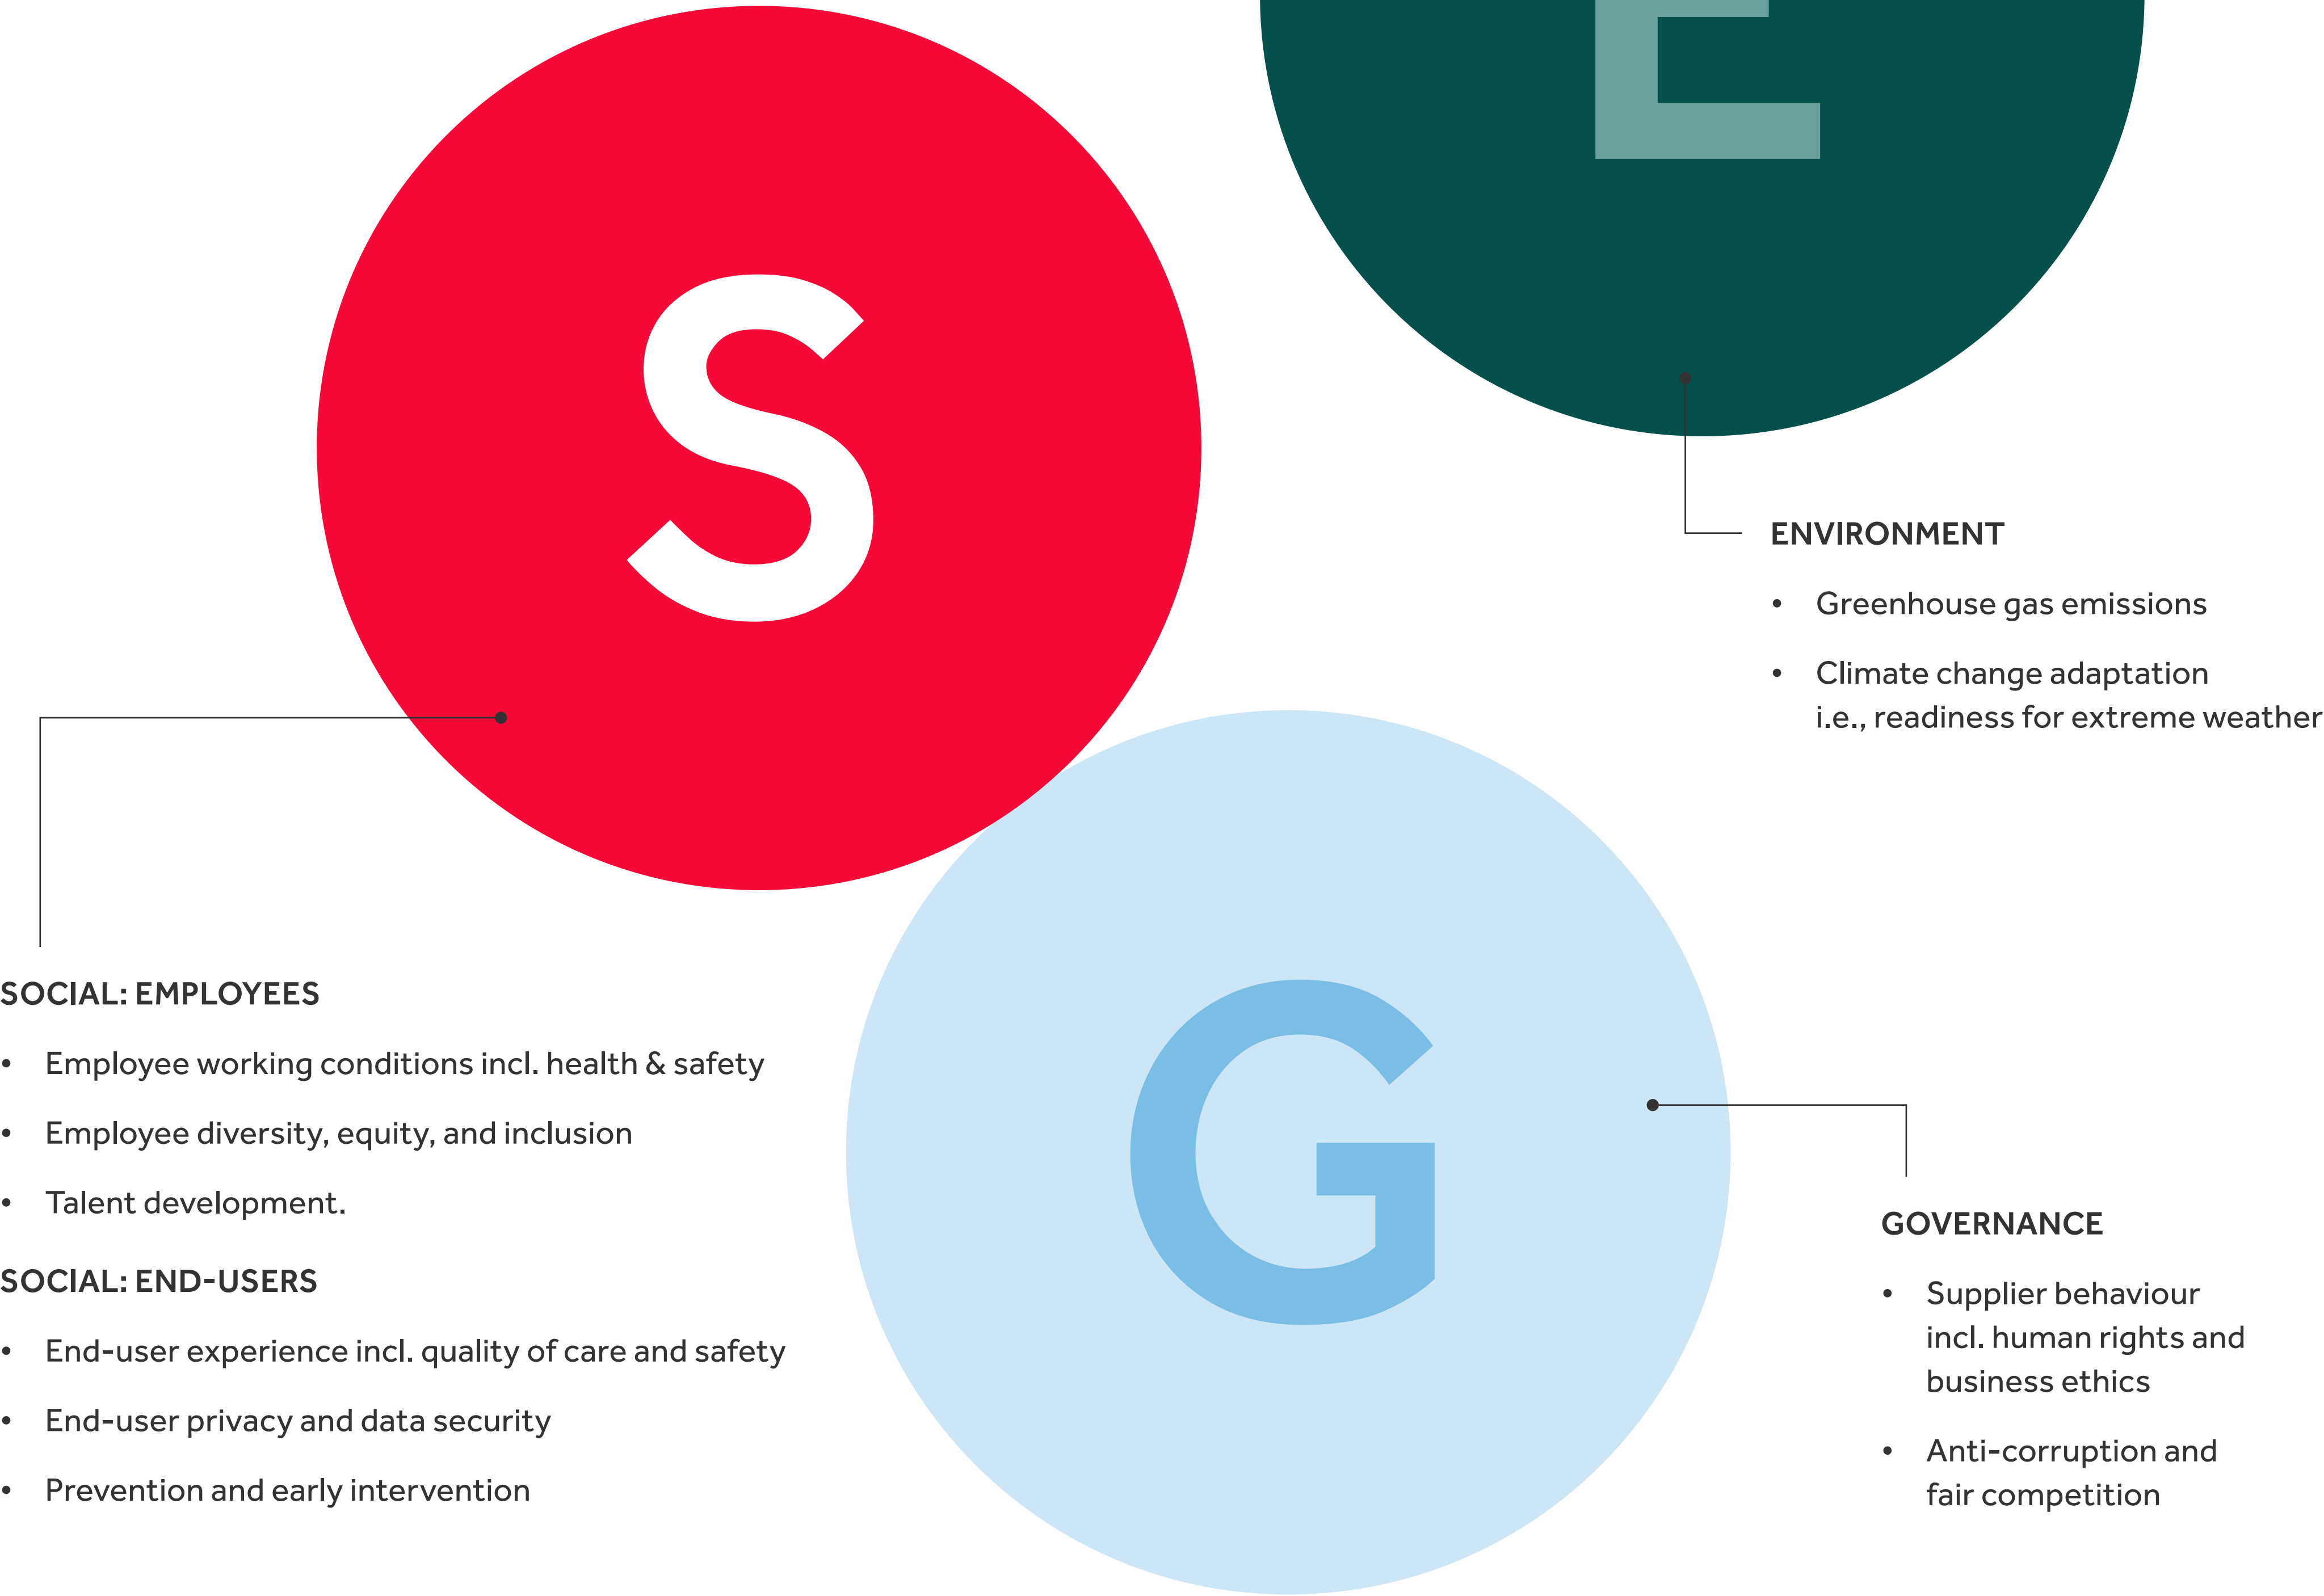 E
S
ENVIRONMENT
• Greenhouse gas emissions
• Climate change adaptation
i.e., readiness for extreme weather
SOCIAL: EMPLOYEES
• Employee working conditions incl. health & safety
• Employee diversity, equity, and inclusion
• Talent development.
SOCIAL: END-USERS
• End-user experience incl. quality of care and safety
• End-user privacy and data security
• Prevention and early intervention
G
GOVERNANCE
• Supplier behaviour
incl. human rights and
business ethics
• Anti-corruption and
fair competition